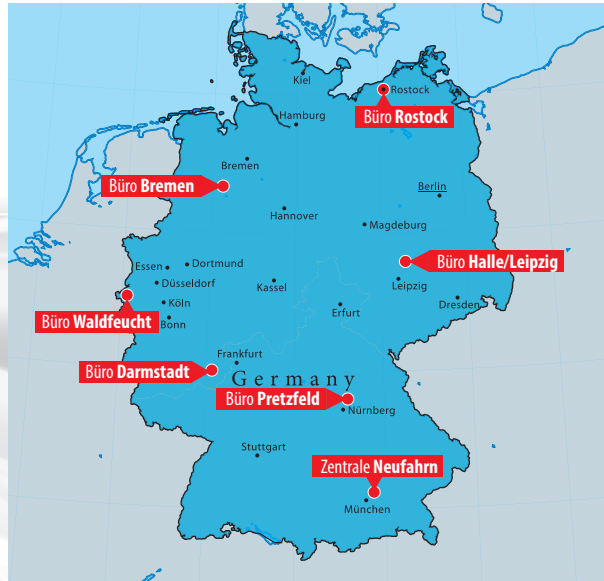 Kiel
Rostock
Büro Rostock
Hamburg
Bremen
Büro Bremen
Berlin
Hannover
Magdeburg
Büro Halle/Leipzig
Essen
Dortmund
Düsseldorf
Kassel
Leipzig
Köln
Erfurt
Dresden
Büro Waldfeucht
Bonn
Frankfurt
Büro Darmstadt
Germany
Büro Pretzfeld
Nürnberg
Stuttgart
Zentrale Neufahrn
München